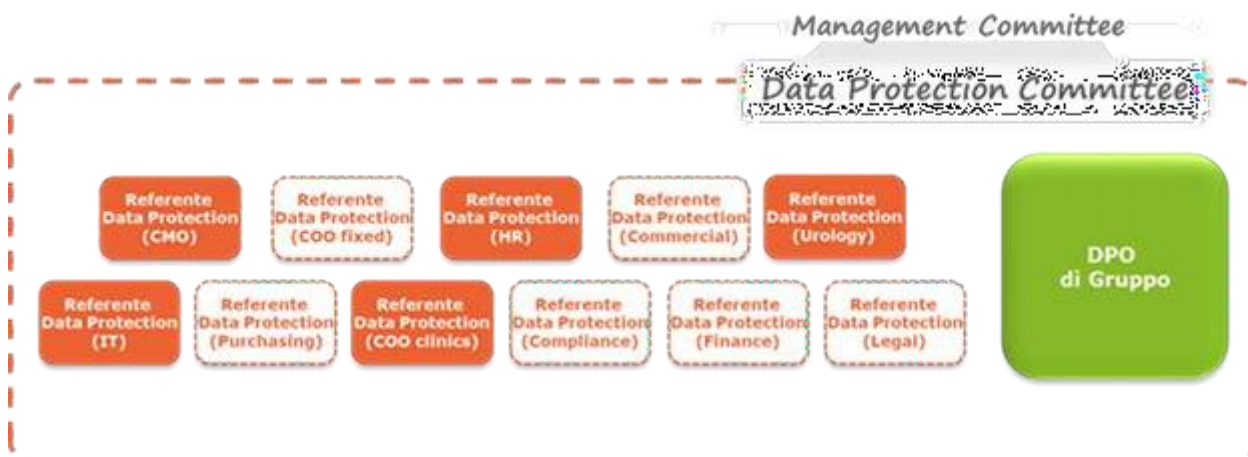 Management Committee
Data Protection Committee
Referente
Data Protection
(CMO)
Referente
Data Protection
(COO fixed)
Referente
Data Protection
(HR)
Referente
Data Protection
(Commercial)
Referente
Data Protection
(Urology)
DPO
di Gruppo
Referente
Data Protection
(IT)
Referente
Data Protection
(Purchasing)
Referente
Data Protection
(COO clinics)
Referente
Data Protection
(Compliance)
Referente
Data Protection
(Finance)
Referente
Data Protection
(Legal)